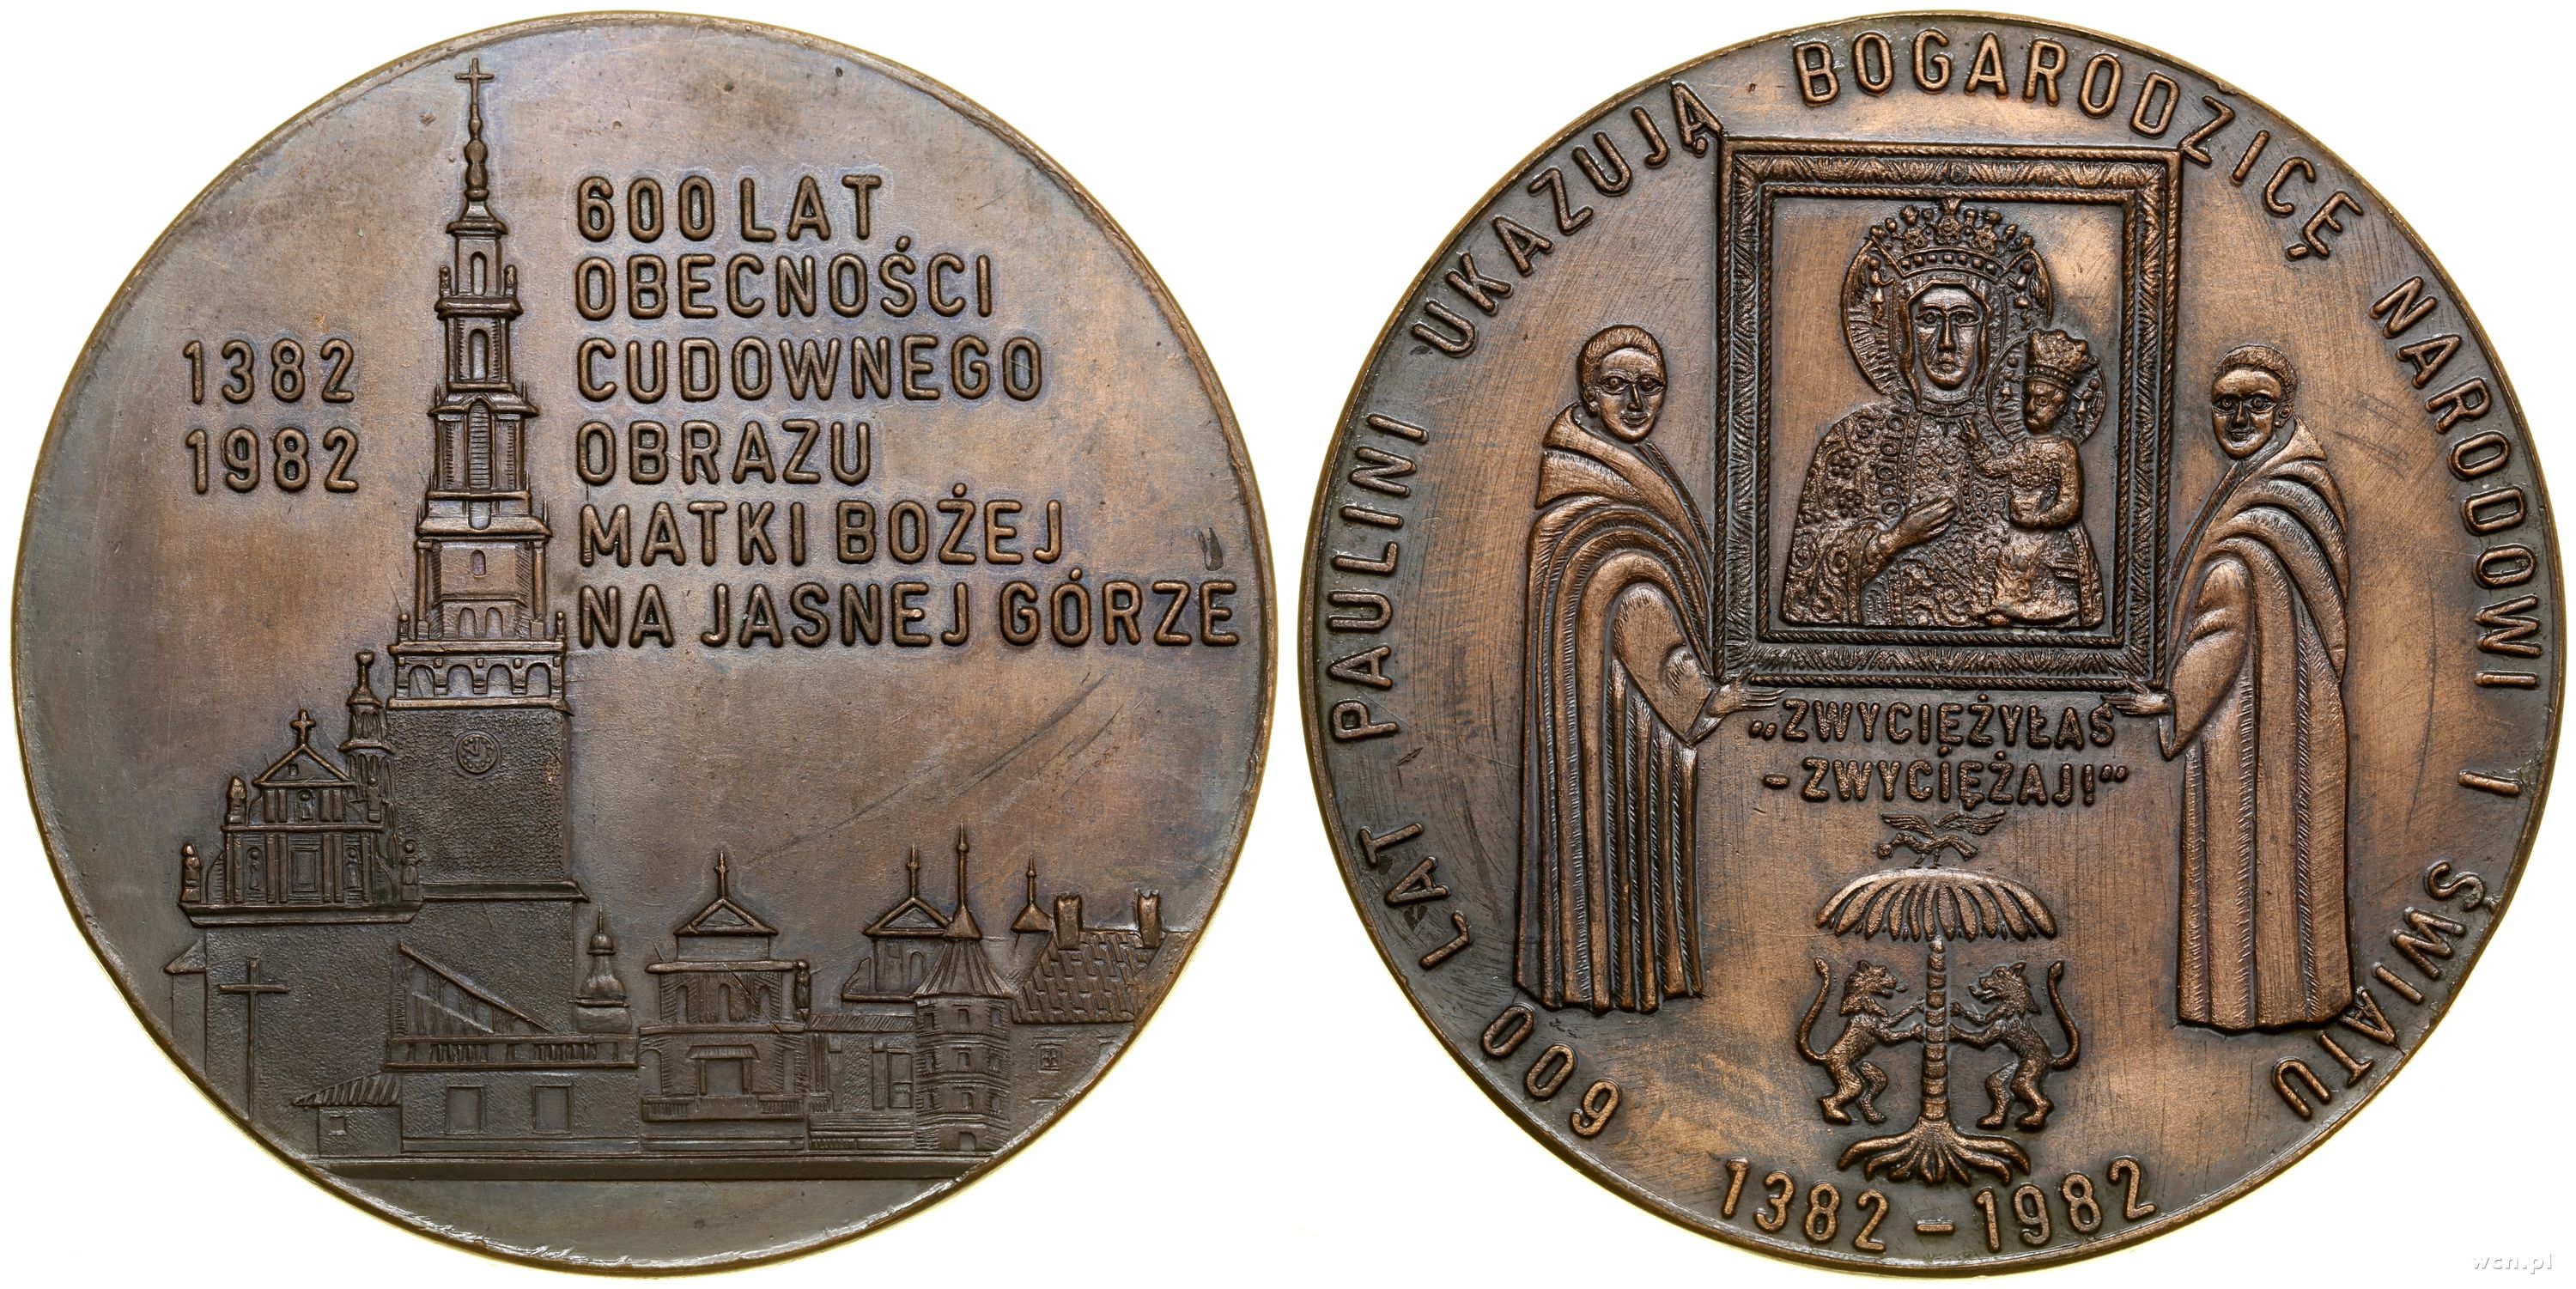 1382
1982
600 LAT
OBECNOŚCI
CUDOWNEGO
OBRAZU
MATKI BOŻEJ
NA JASNEJ GÓRZE
600 LAT PAULINI UKAZUJĄ BOGARODZICĘ NARODOWI I ŚWIATU
„ZWYCIĘŻYŁAŚ
-ZWYCIĘŻAJ!”
1382-1982
wcn.pl